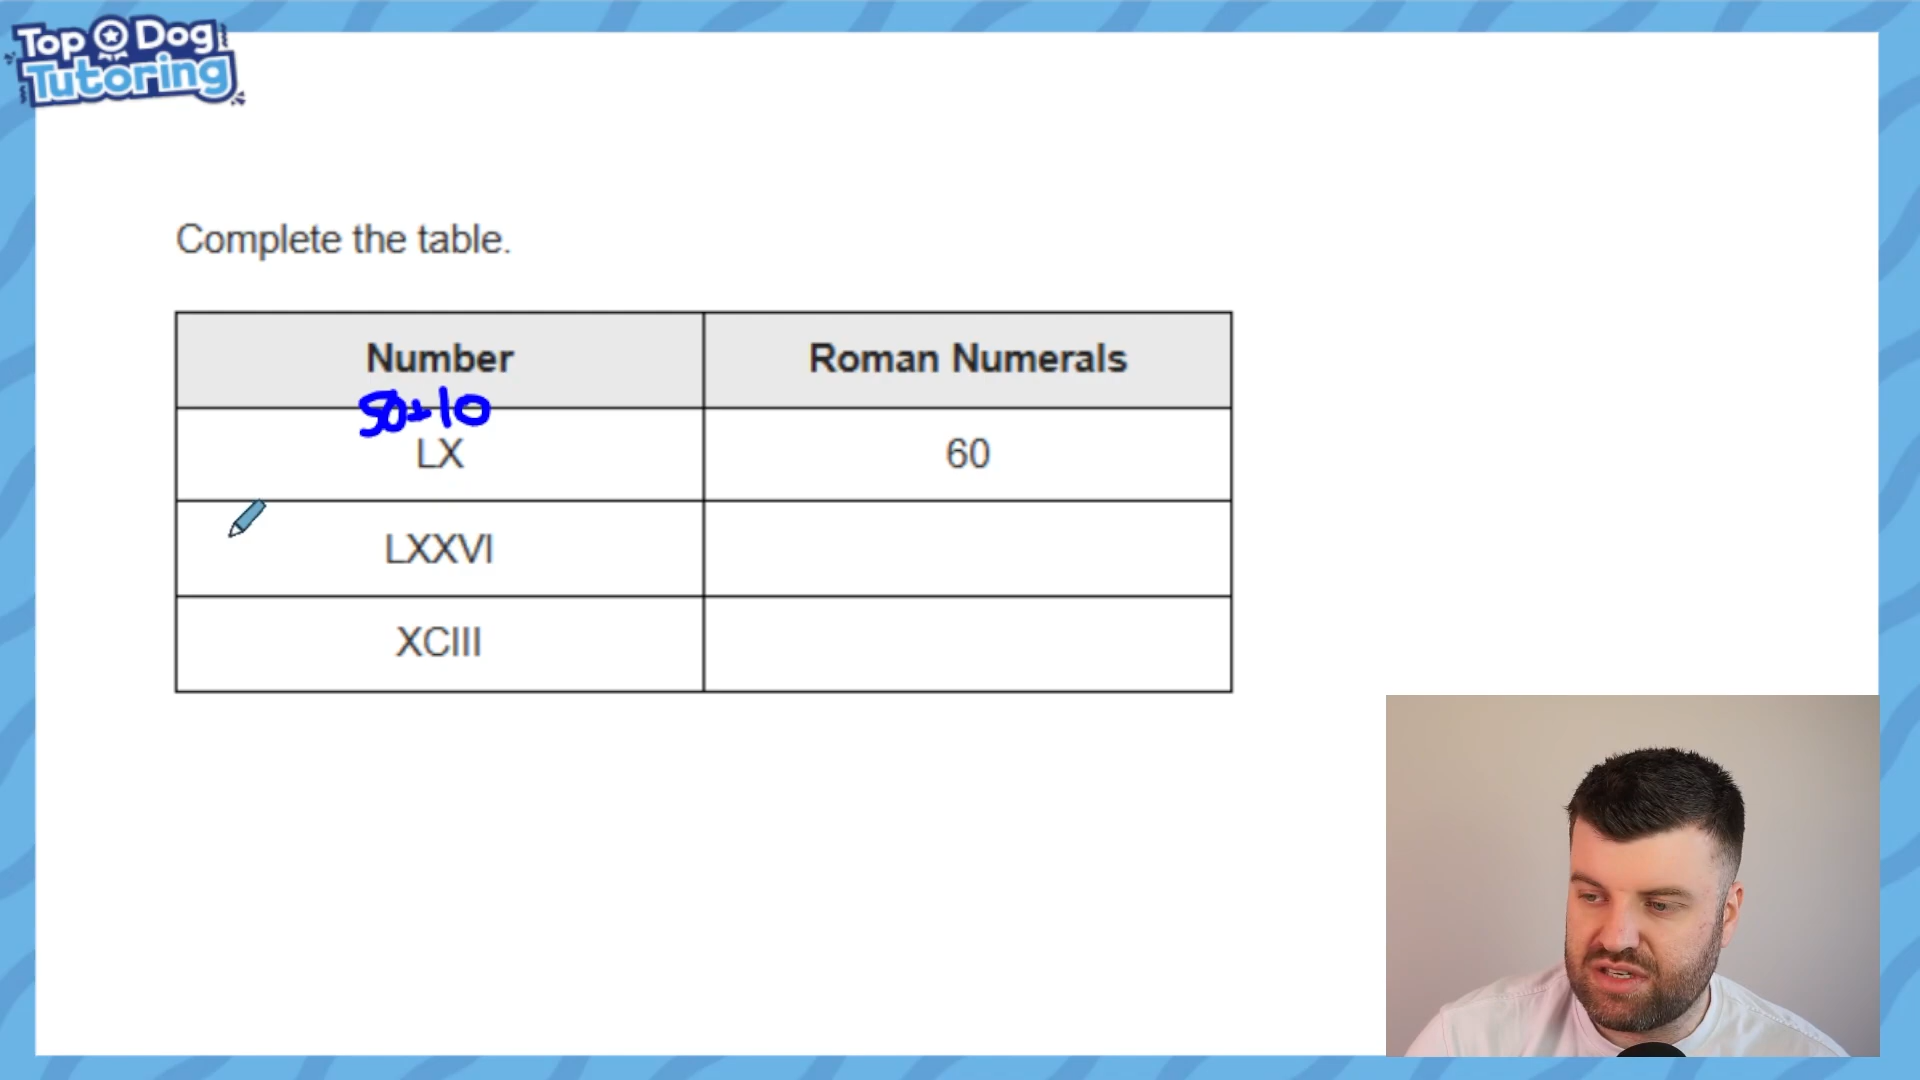 Top Dog
Tutoring
Complete the table.
Number Roman Numerals
50+10
LX 60
LXXVI
XCIII